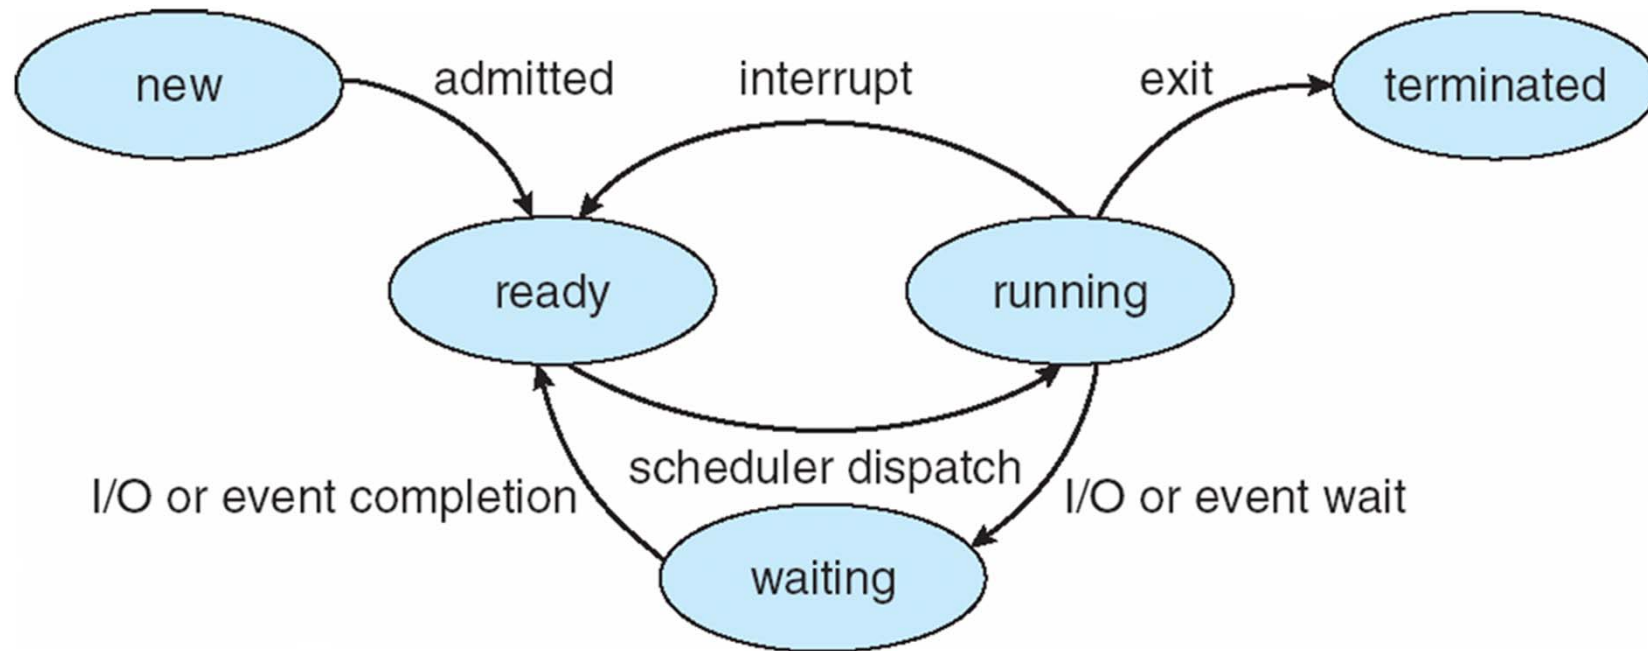 new
admitted
interrupt
exit
terminated
ready
running
scheduler dispatch
I/O or event completion
I/O or event wait
waiting